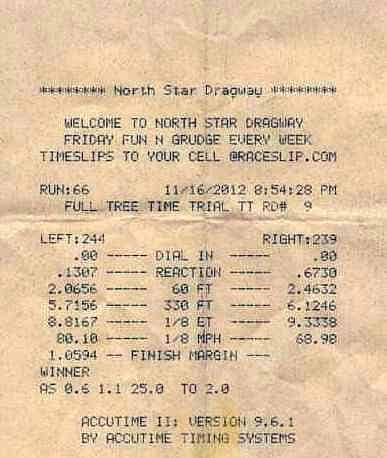 ******** North Star Dragway ********
WELCOME TO NORTH STAR DRAGWAY
FRIDAY FUN N GRUDGE EVERY WEEK
TIMESLIPS TO YOUR CELL @RACESLIP.COM
RUN:66 11/16/2012 8:54:28 PM
FULL TREE TIME TRIAL TT RD# 9
LEFT:244 RIGHT:239
.00 ----- DIAL IN ----- .00
.1307 ----- REACTION ----- .6730
2.0656 ----- 60 FT ----- 2.4632
5.7156 ----- 330 FT ----- 6.1246
8.8167 ----- 1/8 ET ----- 9.3338
80.10 ----- 1/8 MPH ----- 68.98
1.0594 -- FINISH MARGIN ---
WINNER
AS 0.6 1.1 25.0 TO 2.0
ACCUTIME II: VERSION 9.6.1
BY ACCUTIME TIMING SYSTEMS